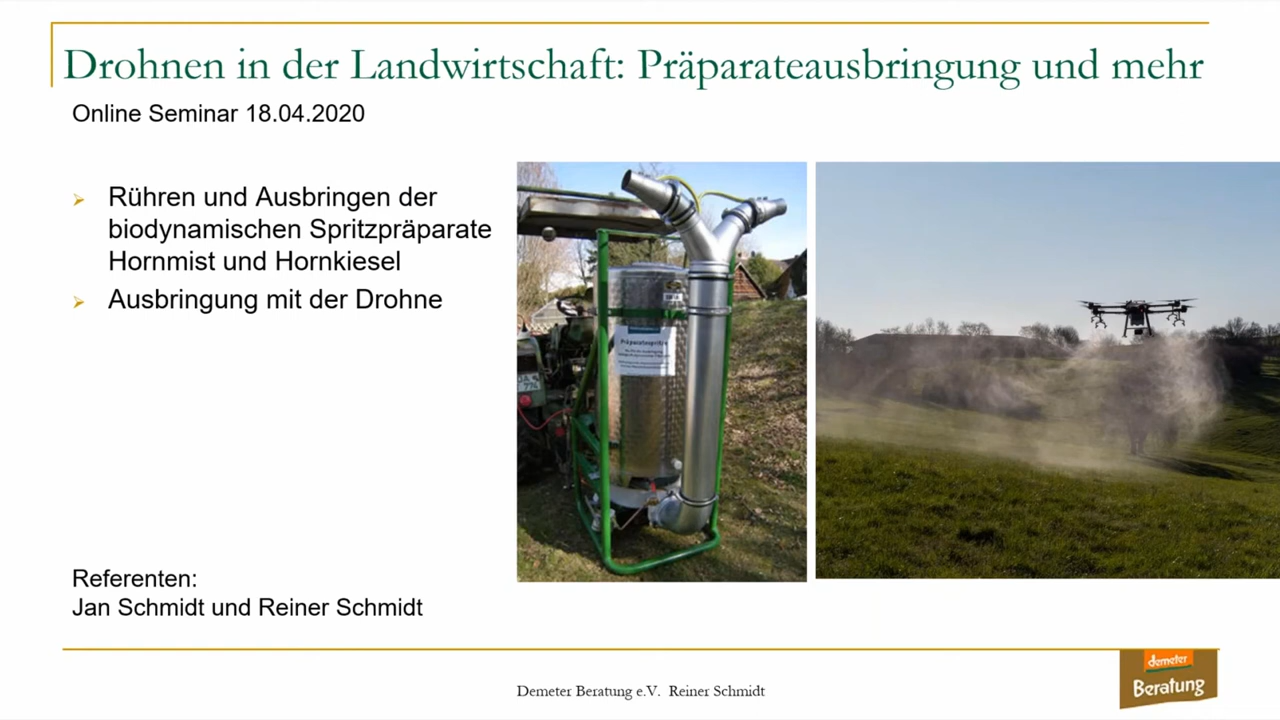 Drohnen in der Landwirtschaft: Präparateausbringung und mehr
Online Seminar 18.04.2020
Rühren und Ausbringen der
biodynamischen Spritzpräparate
Hornmist und Hornkiesel
Ausbringung mit der Drohne
Präparatespritze
Referenten:
Jan Schmidt und Reiner Schmidt
Demeter Beratung e.V. Reiner Schmidt
demeter
Beratung